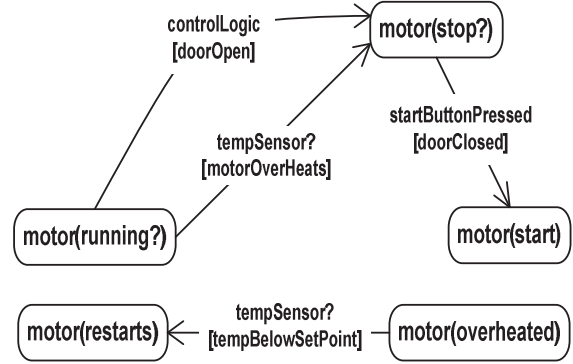 controlLogic
[doorOpen]
motor(stop?)
startButtonPressed
[doorClosed]
tempSensor?
[motorOverHeats]
motor(running?)
motor(start)
motor(restarts)
tempSensor?
[tempBelowSetPoint]
motor(overheated)